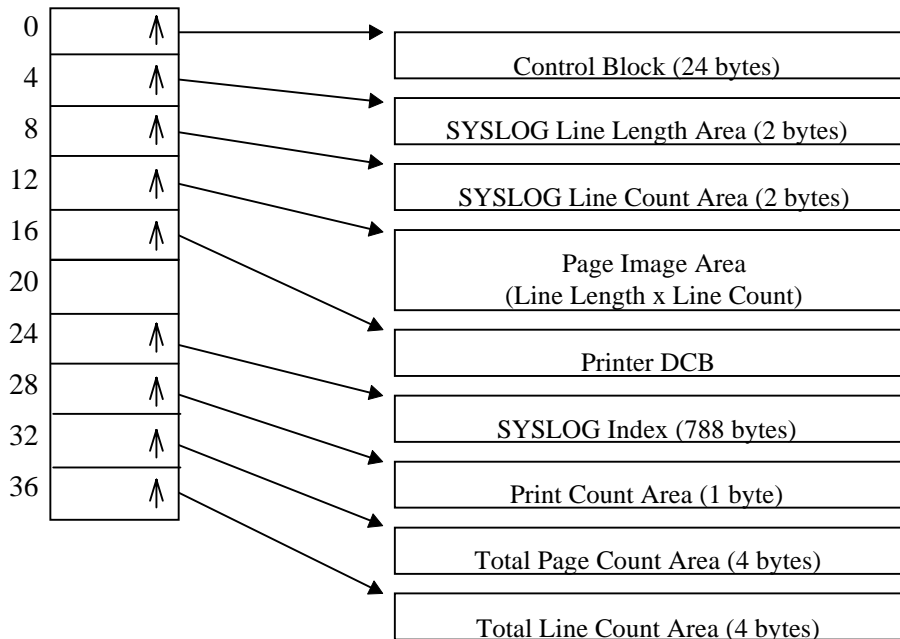 0
Control Block (24 bytes)
4
SYSLOG Line Length Area (2 bytes)
8
SYSLOG Line Count Area (2 bytes)
12
Page Image Area
(Line Length x Line Count)
16
Printer DCB
20
24
SYSLOG Index (788 bytes)
28
Print Count Area (1 byte)
32
Total Page Count Area (4 bytes)
36
Total Line Count Area (4 bytes)